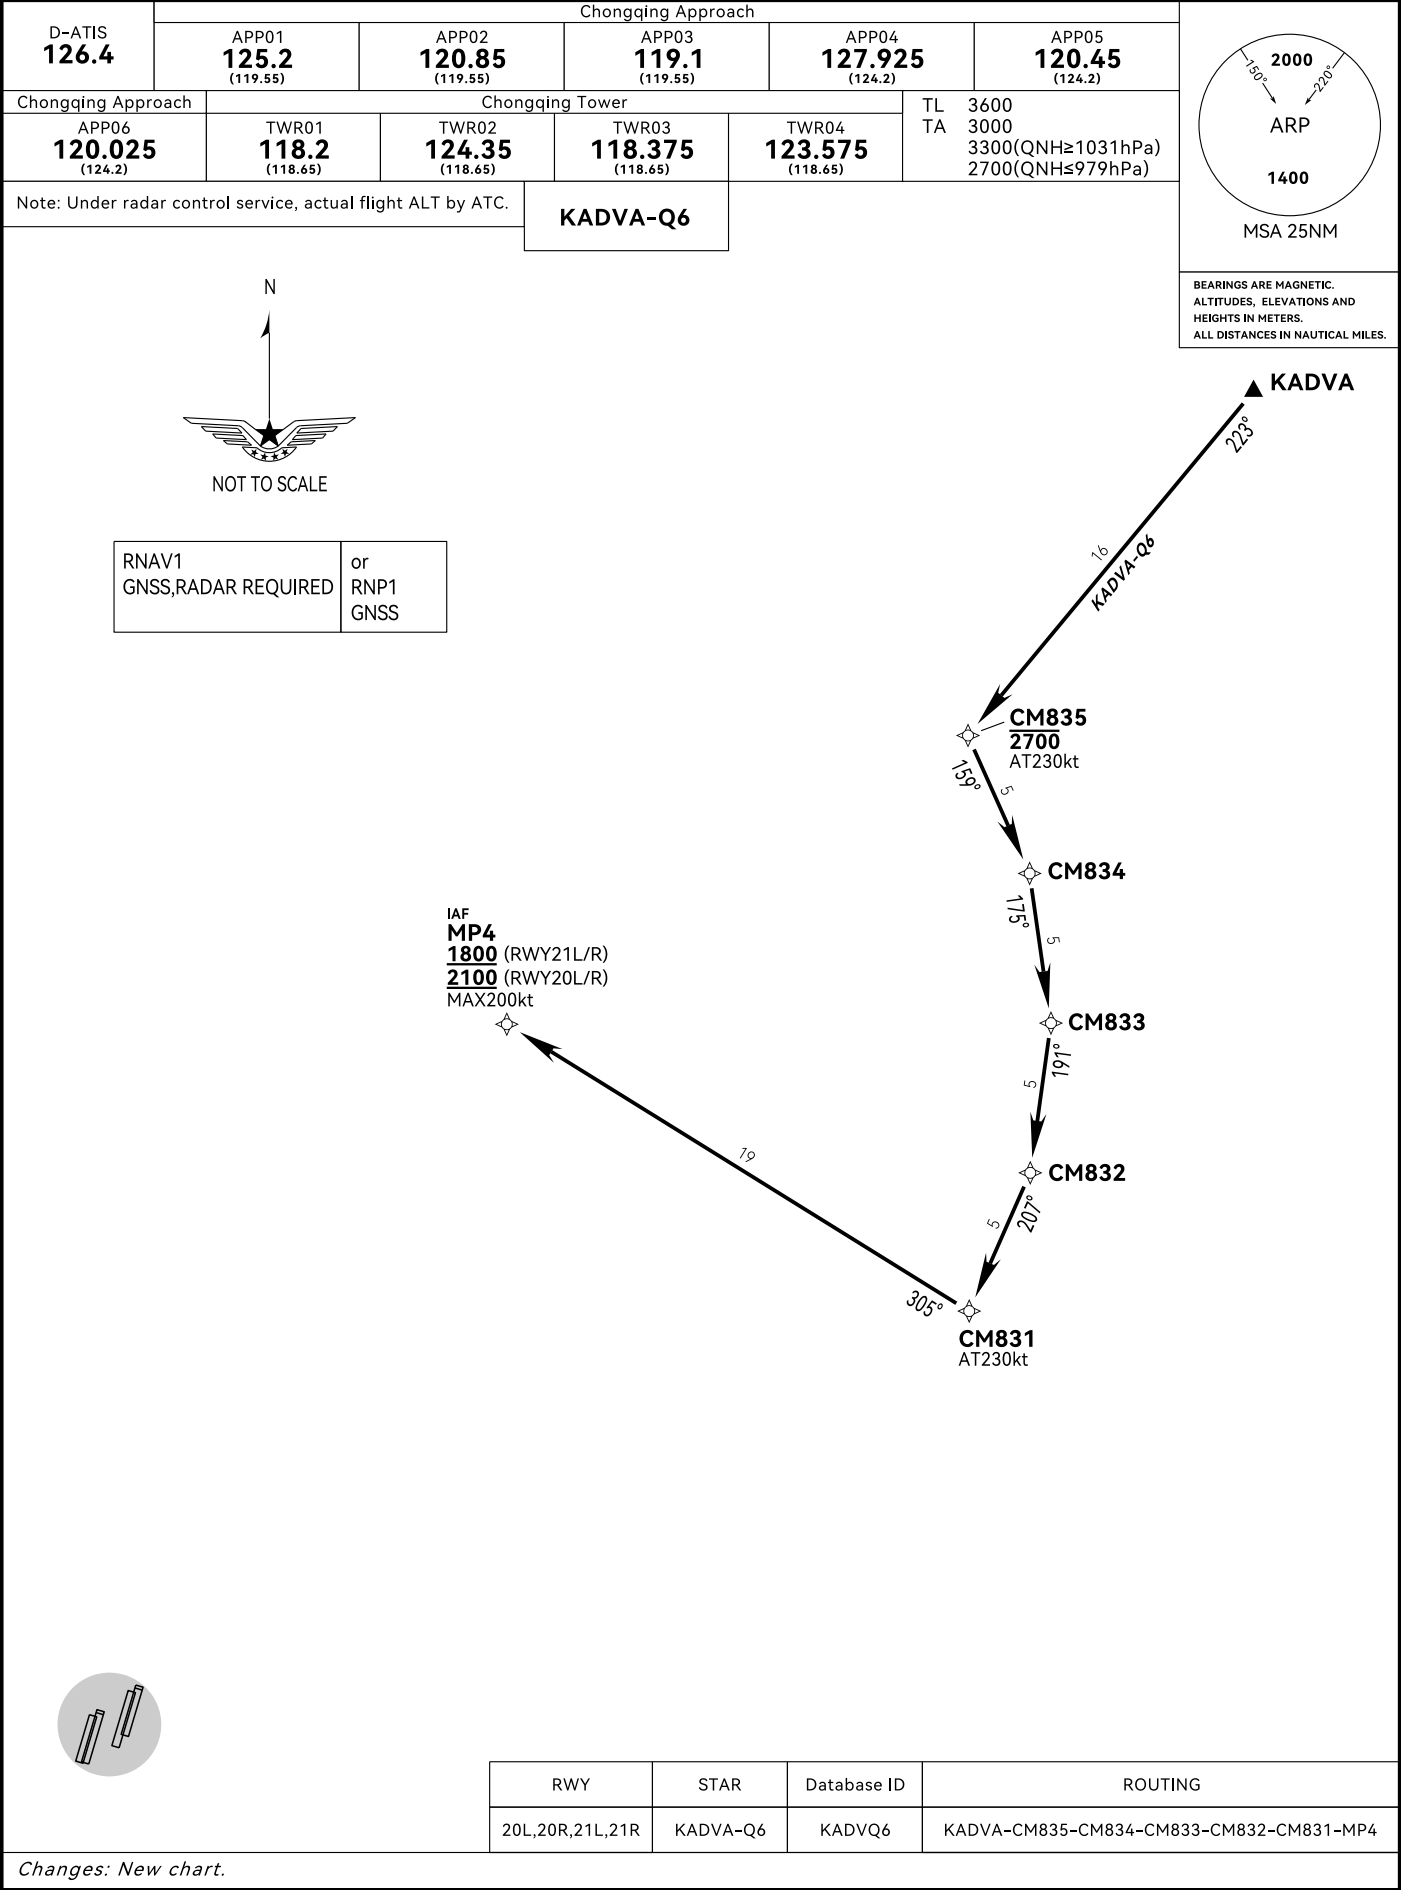 D-ATIS
126.4
Chongqing Approach
APP01
125.2
(119.55)
APP02
120.85
(119.55)
APP03
119.1
(119.55)
APP04
127.925
(124.2)
APP05
120.45
(124.2)
Chongqing Approach
APP06
120.025
(124.2)
Chongqing Tower
TWR01
118.2
(118.65)
TWR02
124.35
(118.65)
TWR03
118.375
(118.65)
TWR04
123.575
(118.65)
TL 3600
TA 3000
3300(QNH≥1031hPa)
2700(QNH≤979hPa)
2000
150°
220°
ARP
1400
MSA 25NM
Note: Under radar control service, actual flight ALT by ATC.
KADVA-Q6
BEARINGS ARE MAGNETIC.
ALTITUDES, ELEVATIONS AND
HEIGHTS IN METERS.
ALL DISTANCES IN NAUTICAL MILES.
N
NOT TO SCALE
RNAV1
GNSS,RADAR REQUIRED
or
RNP1
GNSS
KADVA
223°
16
KADVA-Q6
CM835
2700
AT230kt
159°
5
CM834
175°
5
IAF
MP4
1800 (RWY21L/R)
2100 (RWY20L/R)
MAX200kt
CM833
191°
5
CM832
207°
5
19
305°
CM831
AT230kt
RWY STAR Database ID ROUTING
20L,20R,21L,21R KADVA-Q6 KADVQ6 KADVA-CM835-CM834-CM833-CM832-CM831-MP4
Changes: New chart.